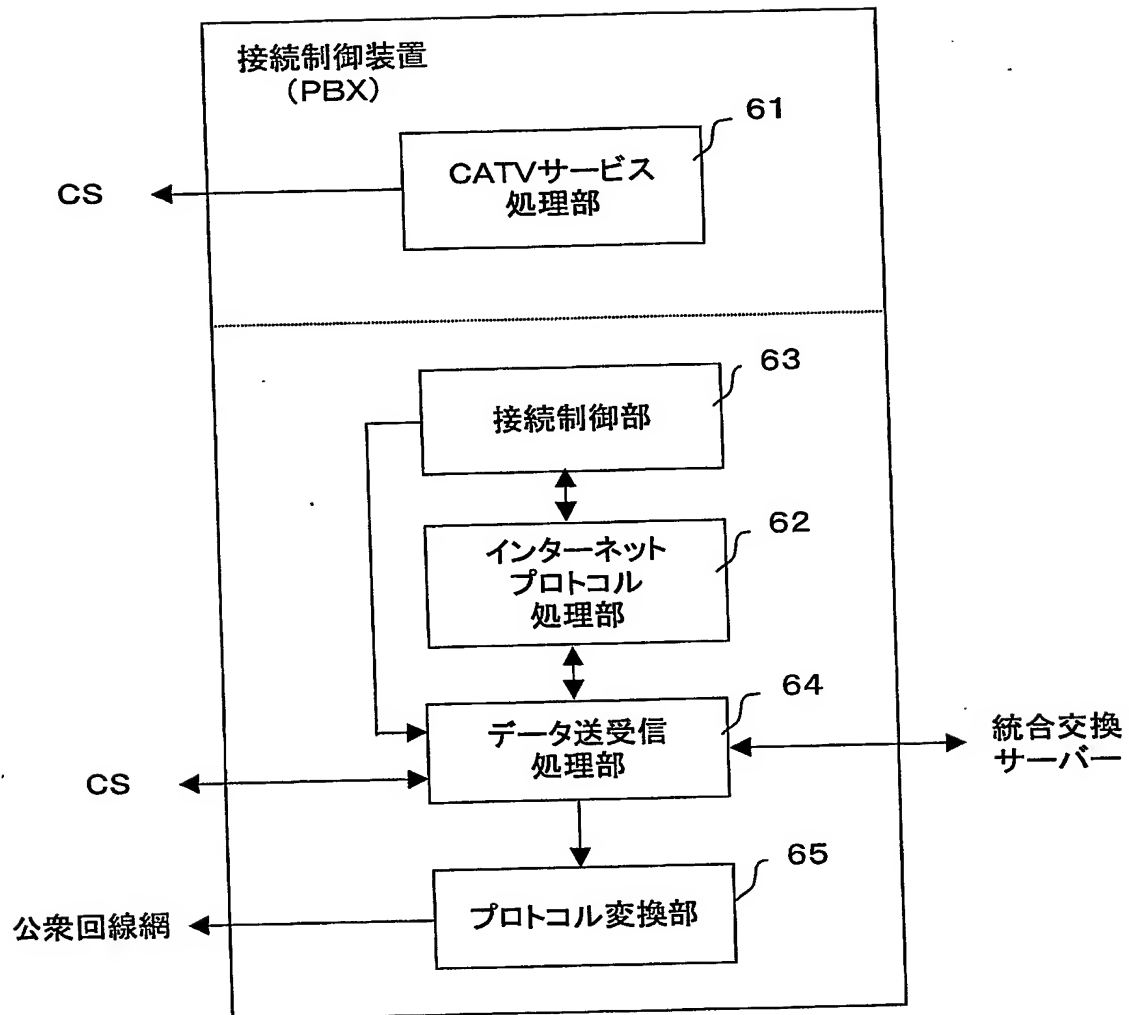 接続制御装置
(PBX)
61
CATVサービス
処理部
CS
63
接続制御部
62
インターネット
プロトコル
処理部
64
データ送受信
処理部
統合交換
サーバー
CS
65
プロトコル変換部
公衆回線網